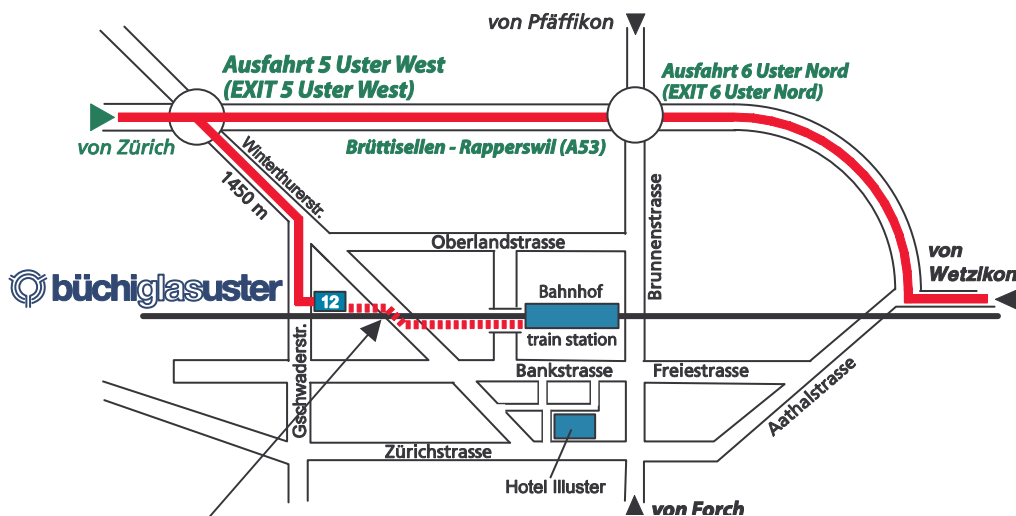 von Pfäffikon
Ausfahrt 5 Uster West
(EXIT 5 Uster West)
Ausfahrt 6 Uster Nord
(EXIT 6 Uster Nord)
von Zürich
Brüttisellen - Rapperswil (A53)
Winterthurerstr.
1450 m
Oberlandstrasse
Brunnenstrasse
von
Wetzikon
büchiglasuster
12
Bahnhof
train station
Gschwaderstr.
Bankstrasse
Freiestrasse
Aathalstrasse
Zürichstrasse
Hotel Illuster
von Forch